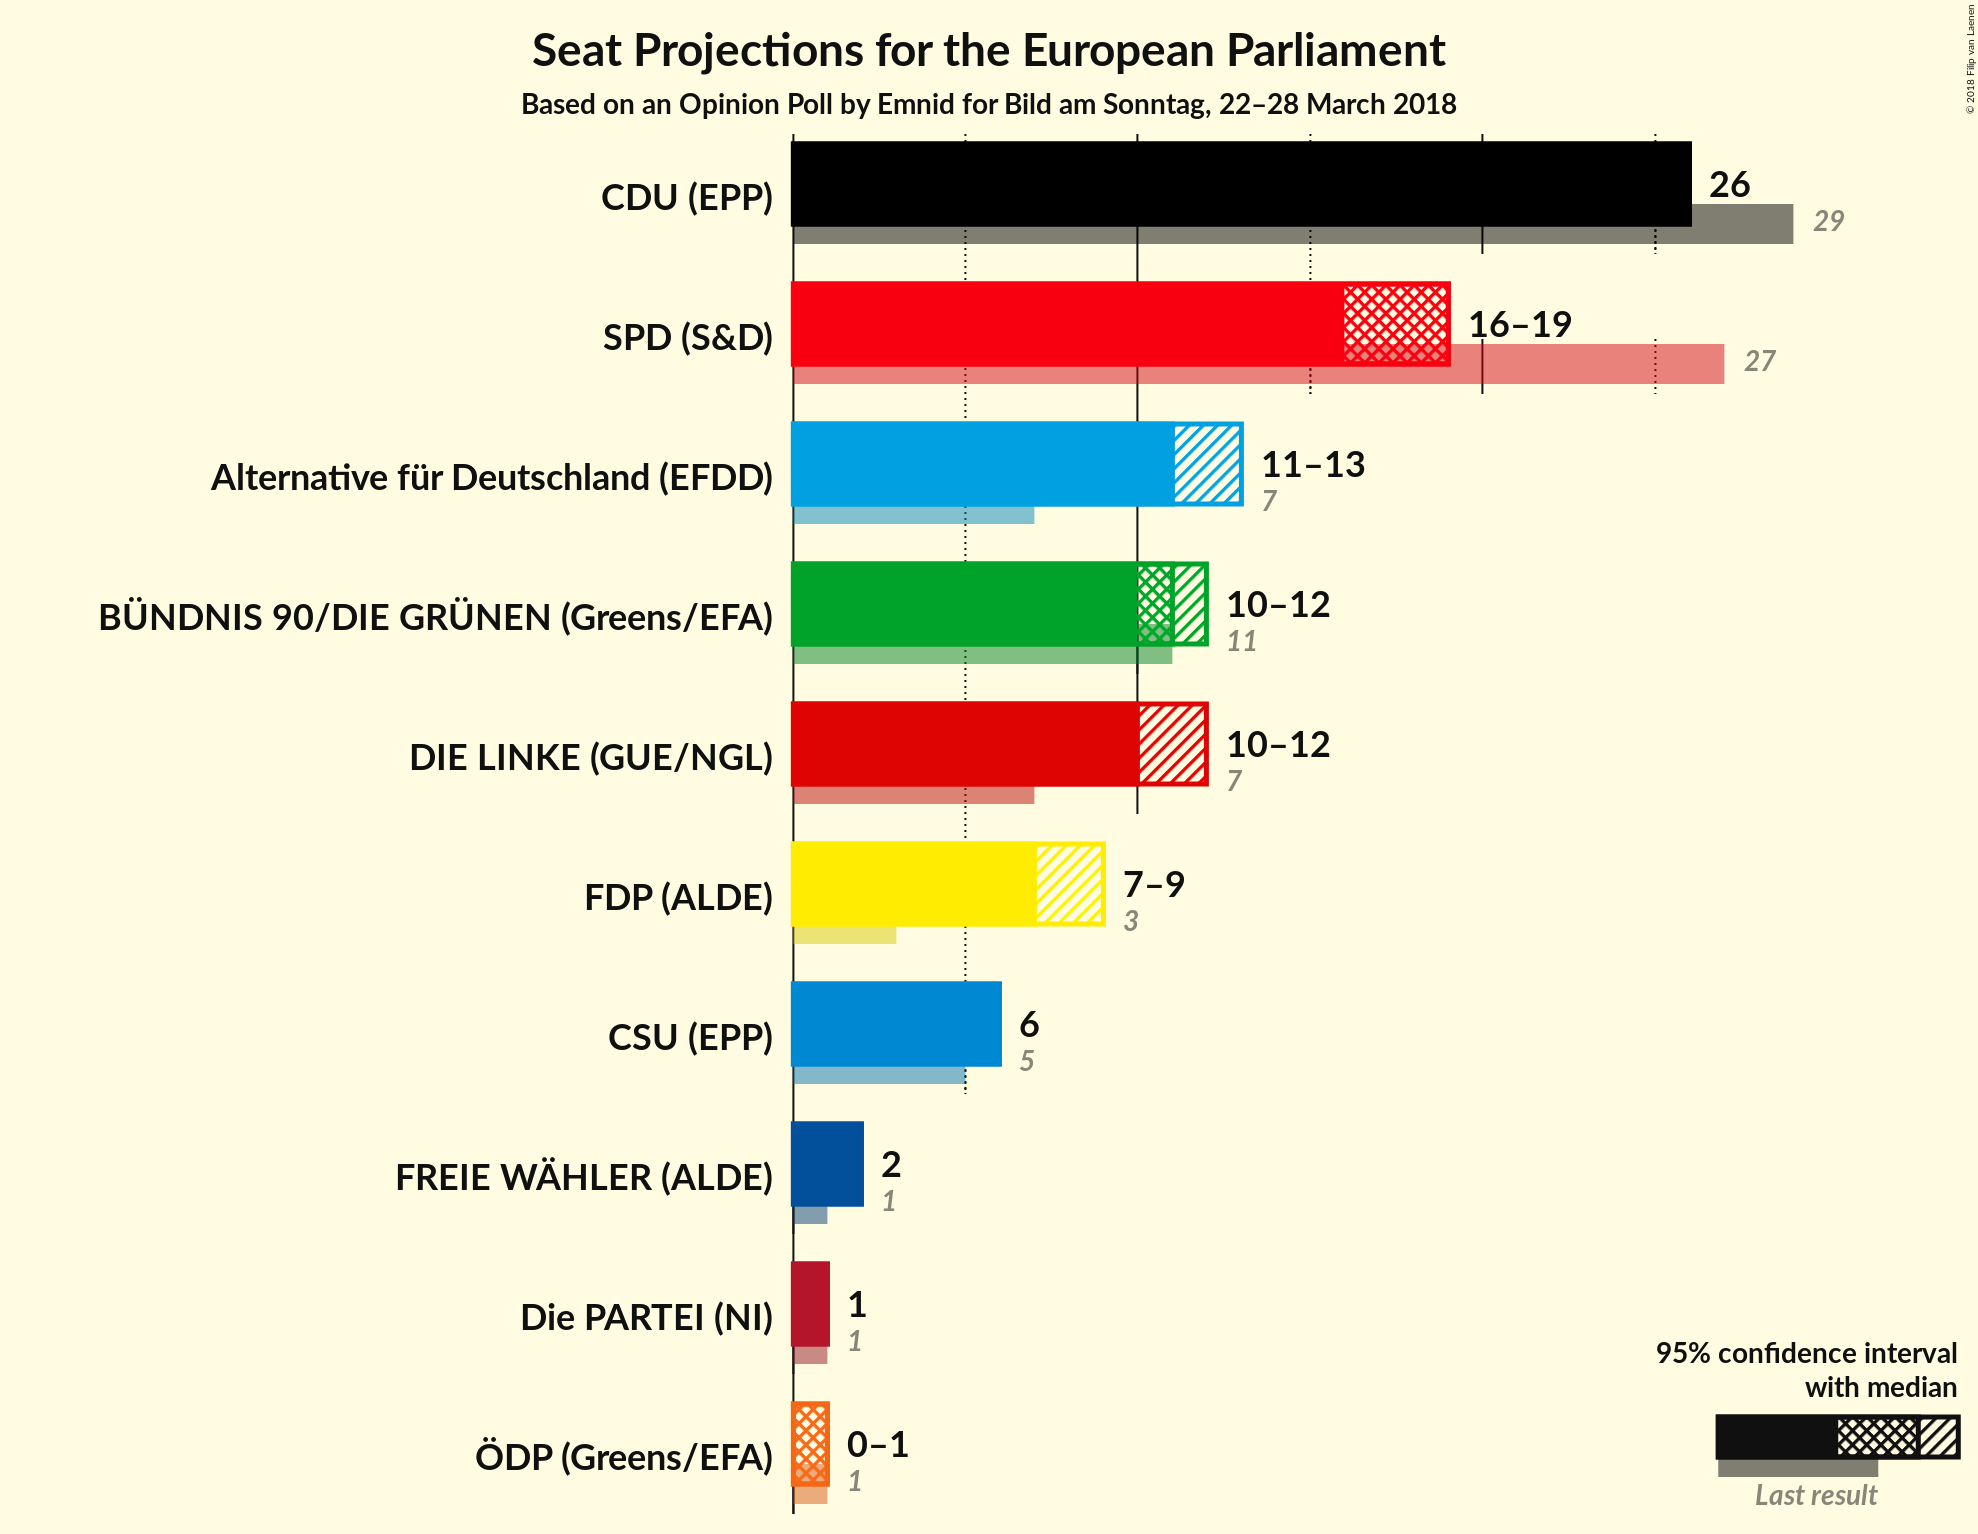 Seat Projections for the European Parliament
Based on an Opinion Poll by Emnid for Bild am Sonntag, 22–28 March 2018
© 2018 Filip van Laenen
CDU (EPP)
26
29
SPD (S&D)
16–19
27
Alternative für Deutschland (EFDD)
11–13
7
BÜNDNIS 90/DIE GRÜNEN (Greens/EFA)
10–12
11
DIE LINKE (GUE/NGL)
10–12
7
FDP (ALDE)
7–9
3
CSU (EPP)
6
5
FREIE WÄHLER (ALDE)
2
1
Die PARTEI (NI)
1
1
ÖDP (Greens/EFA)
0–1
1
95% confidence interval
with median
Last result